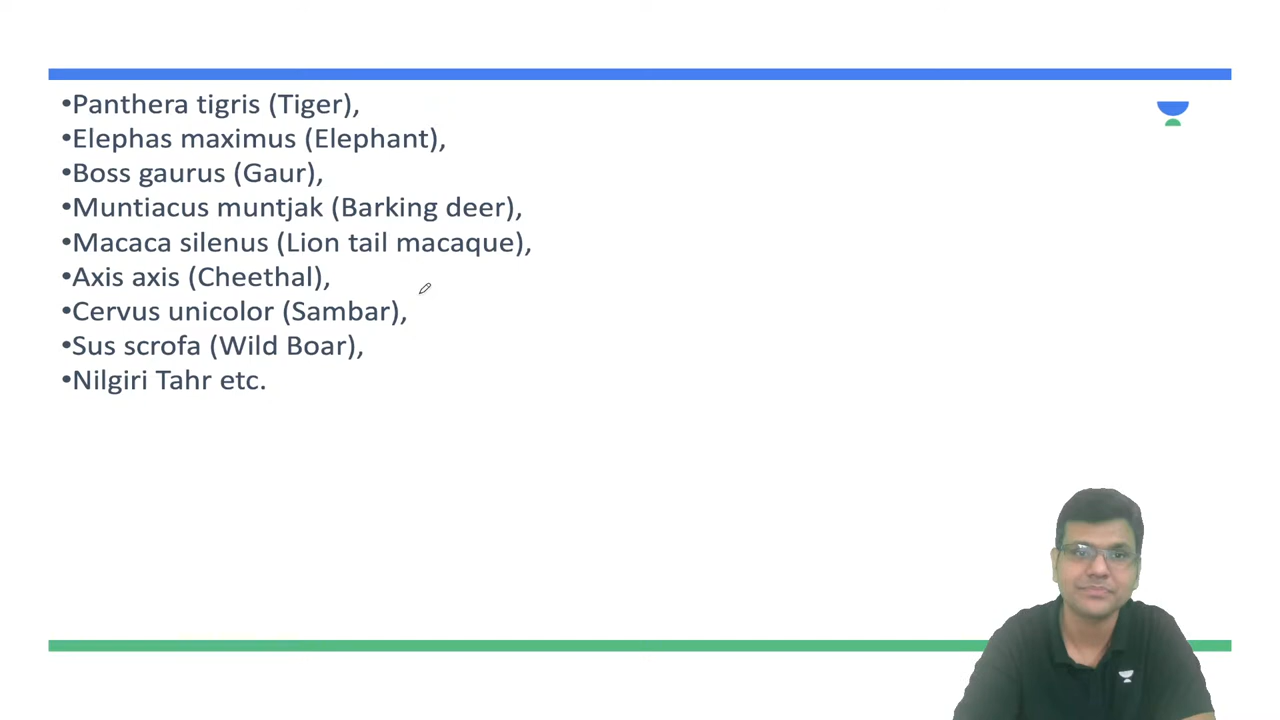 •Panthera tigris (Tiger),
•Elephas maximus (Elephant),
•Boss gaurus (Gaur),
•Muntiacus muntjak (Barking deer),
•Macaca silenus (Lion tail macaque),
•Axis axis (Cheethal),
•Cervus unicolor (Sambar),
•Sus scrofa (Wild Boar),
•Nilgiri Tahr etc.